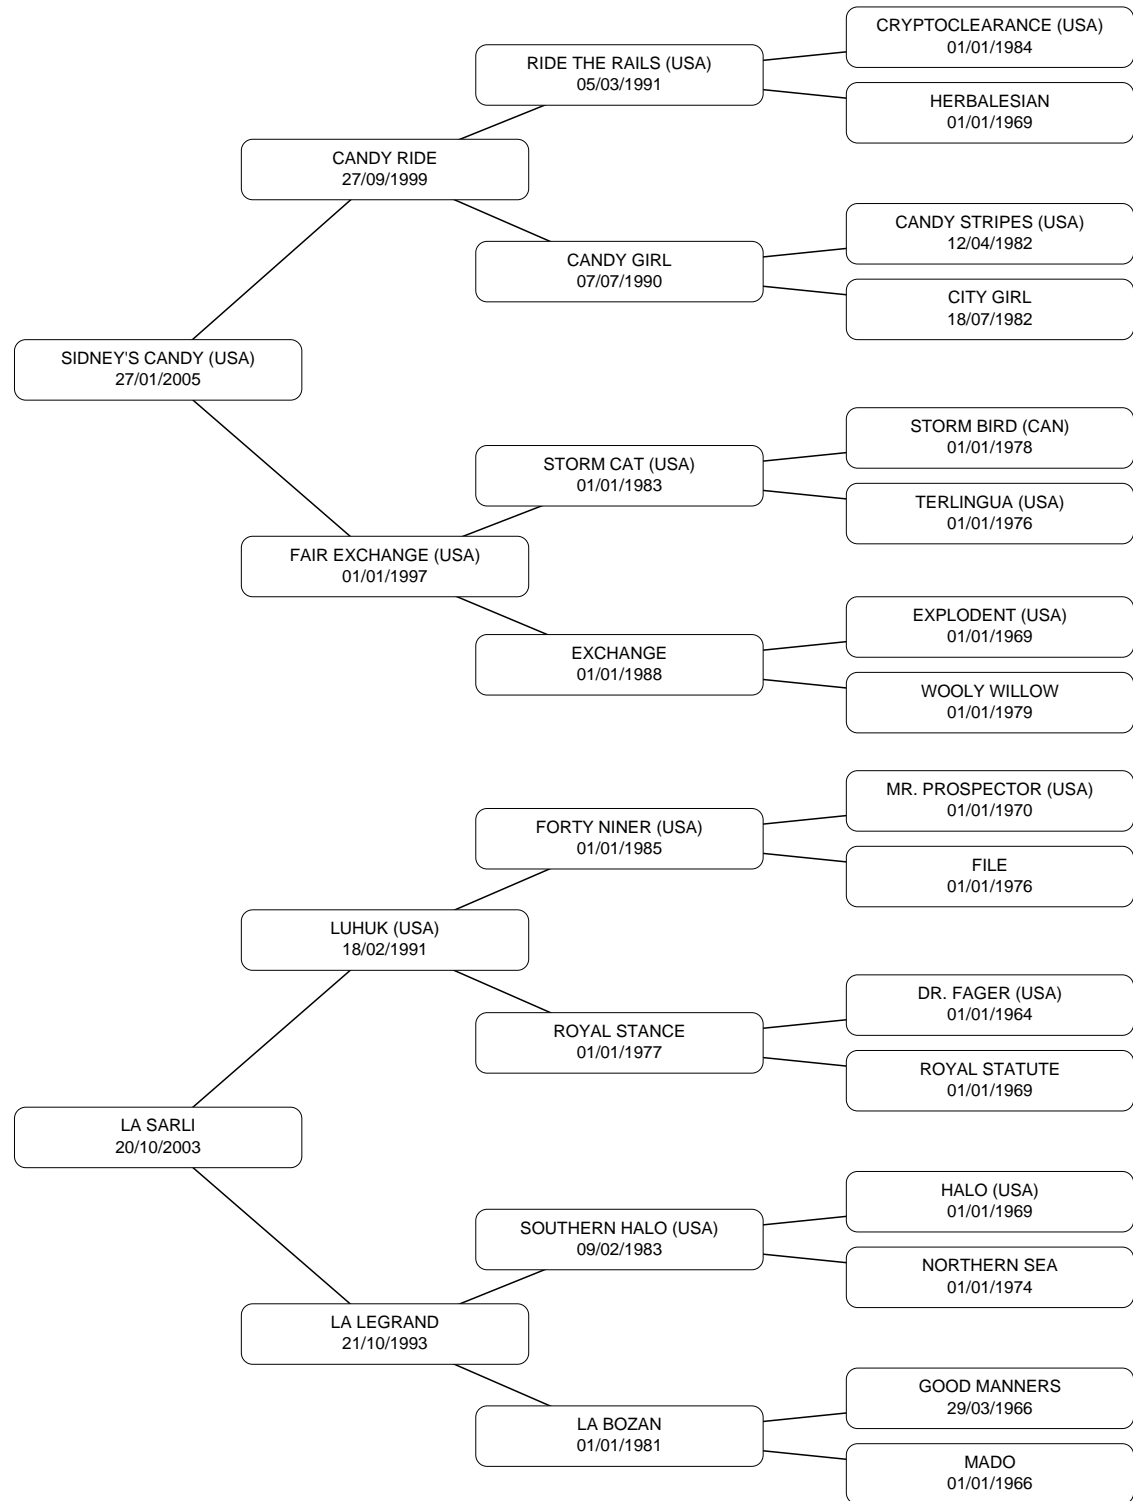 CRYPTOCLEARANCE (USA)
01/01/1984
RIDE THE RAILS (USA)
05/03/1991
HERBALESIAN
01/01/1969
CANDY RIDE
27/09/1999
CANDY STRIPES (USA)
12/04/1982
CANDY GIRL
07/07/1990
CITY GIRL
18/07/1982
SIDNEY'S CANDY (USA)
27/01/2005
STORM BIRD (CAN)
01/01/1978
STORM CAT (USA)
01/01/1983
TERLINGUA (USA)
01/01/1976
FAIR EXCHANGE (USA)
01/01/1997
EXPLODENT (USA)
01/01/1969
EXCHANGE
01/01/1988
WOOLY WILLOW
01/01/1979
MR. PROSPECTOR (USA)
01/01/1970
FORTY NINER (USA)
01/01/1985
FILE
01/01/1976
LUHUK (USA)
18/02/1991
DR. FAGER (USA)
01/01/1964
ROYAL STANCE
01/01/1977
ROYAL STATUTE
01/01/1969
LA SARLI
20/10/2003
HALO (USA)
01/01/1969
SOUTHERN HALO (USA)
09/02/1983
NORTHERN SEA
01/01/1974
LA LEGRAND
21/10/1993
GOOD MANNERS
29/03/1966
LA BOZAN
01/01/1981
MADO
01/01/1966